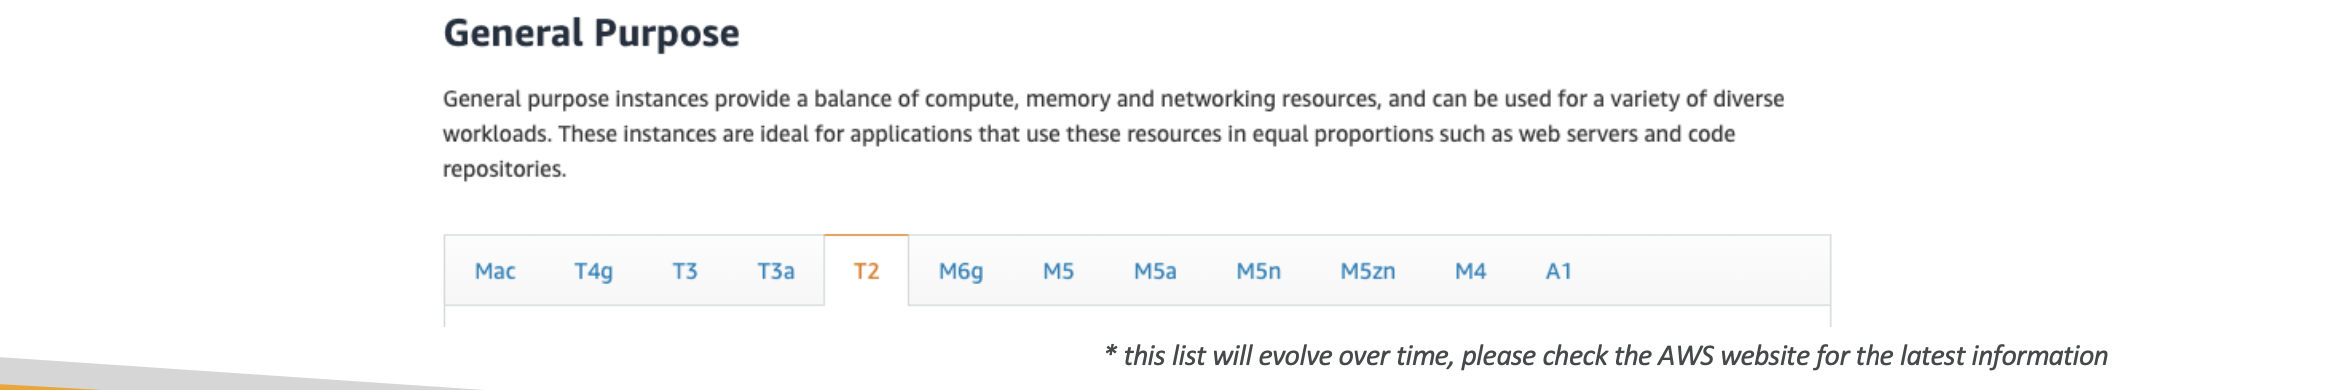 General Purpose
General purpose instances provide a balance of compute, memory and networking resources, and can be used for a variety of diverse
workloads. These instances are ideal for applications that use these resources in equal proportions such as web servers and code
repositories.
Mac T4g T3 T3a T2 M6g M5 M5a M5n M5zn M4 A1
* this list will evolve over time, please check the AWS website for the latest information